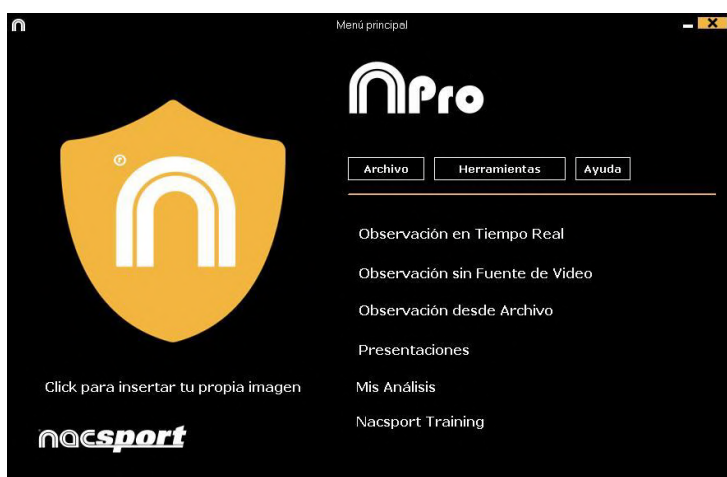 Menú principal
nPro
Archivo Herramientas Ayuda
Observación en Tiempo Real
Observación sin Fuente de Video
Observación desde Archivo
Presentaciones
Mis Análisis
Nacsport Training
®
n
Click para insertar tu propia imagen
nacsport